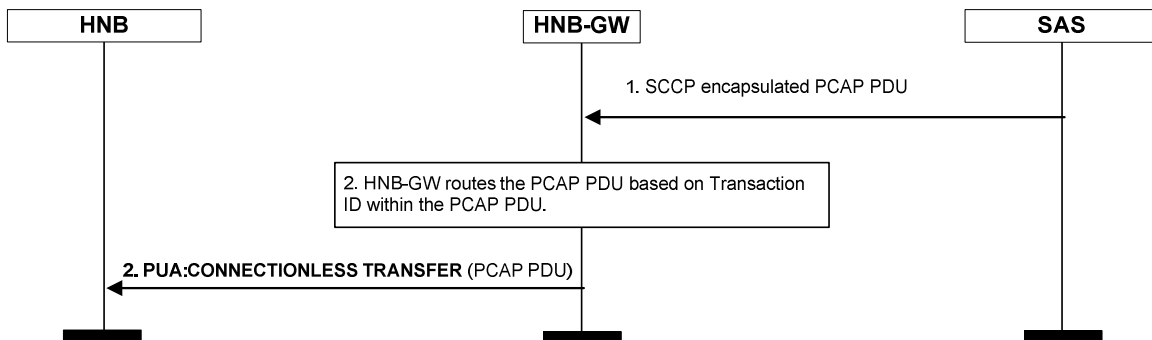 HNB
HNB-GW
SAS
1. SCCP encapsulated PCAP PDU
2. HNB-GW routes the PCAP PDU based on Transaction
ID within the PCAP PDU.
2. PUA:CONNECTIONLESS TRANSFER (PCAP PDU)